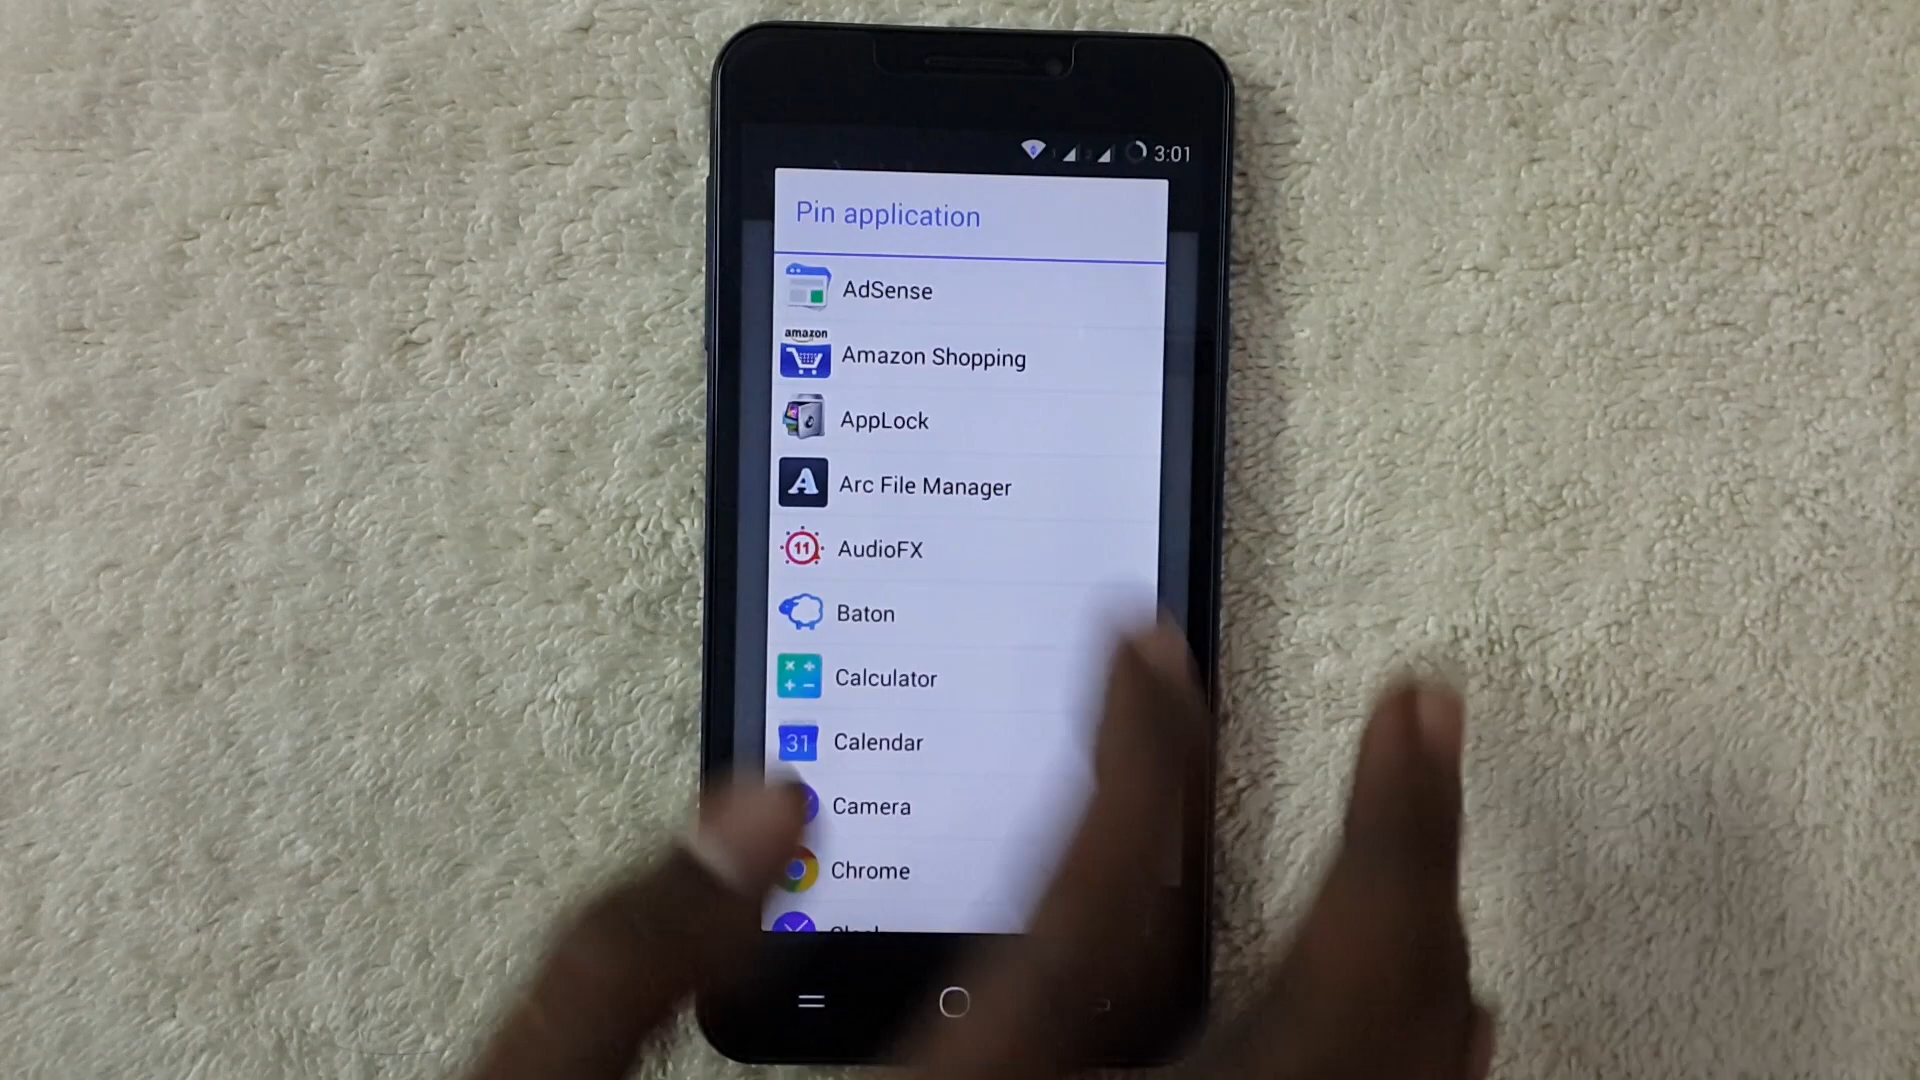 3:01
Pin application
AdSense
amazon
Amazon Shopping
AppLock
A
Arc File Manager
11
AudioFX
Baton
Calculator
31
Calendar
Camera
Chrome